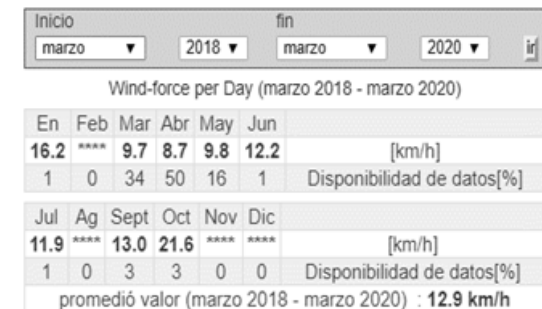 Inicio fin
marzo 2018 marzo 2020 ir
Wind-force per Day (marzo 2018 - marzo 2020)
En Feb Mar Abr May Jun
16.2 **** 9.7 8.7 9.8 12.2 [km/h]
1 0 34 50 16 1 Disponibilidad de datos[%]
Jul Ag Sept Oct Nov Dic
11.9 **** 13.0 21.6 **** **** [km/h]
1 0 3 3 0 0 Disponibilidad de datos[%]
promedió valor (marzo 2018 - marzo 2020) : 12.9 km/h